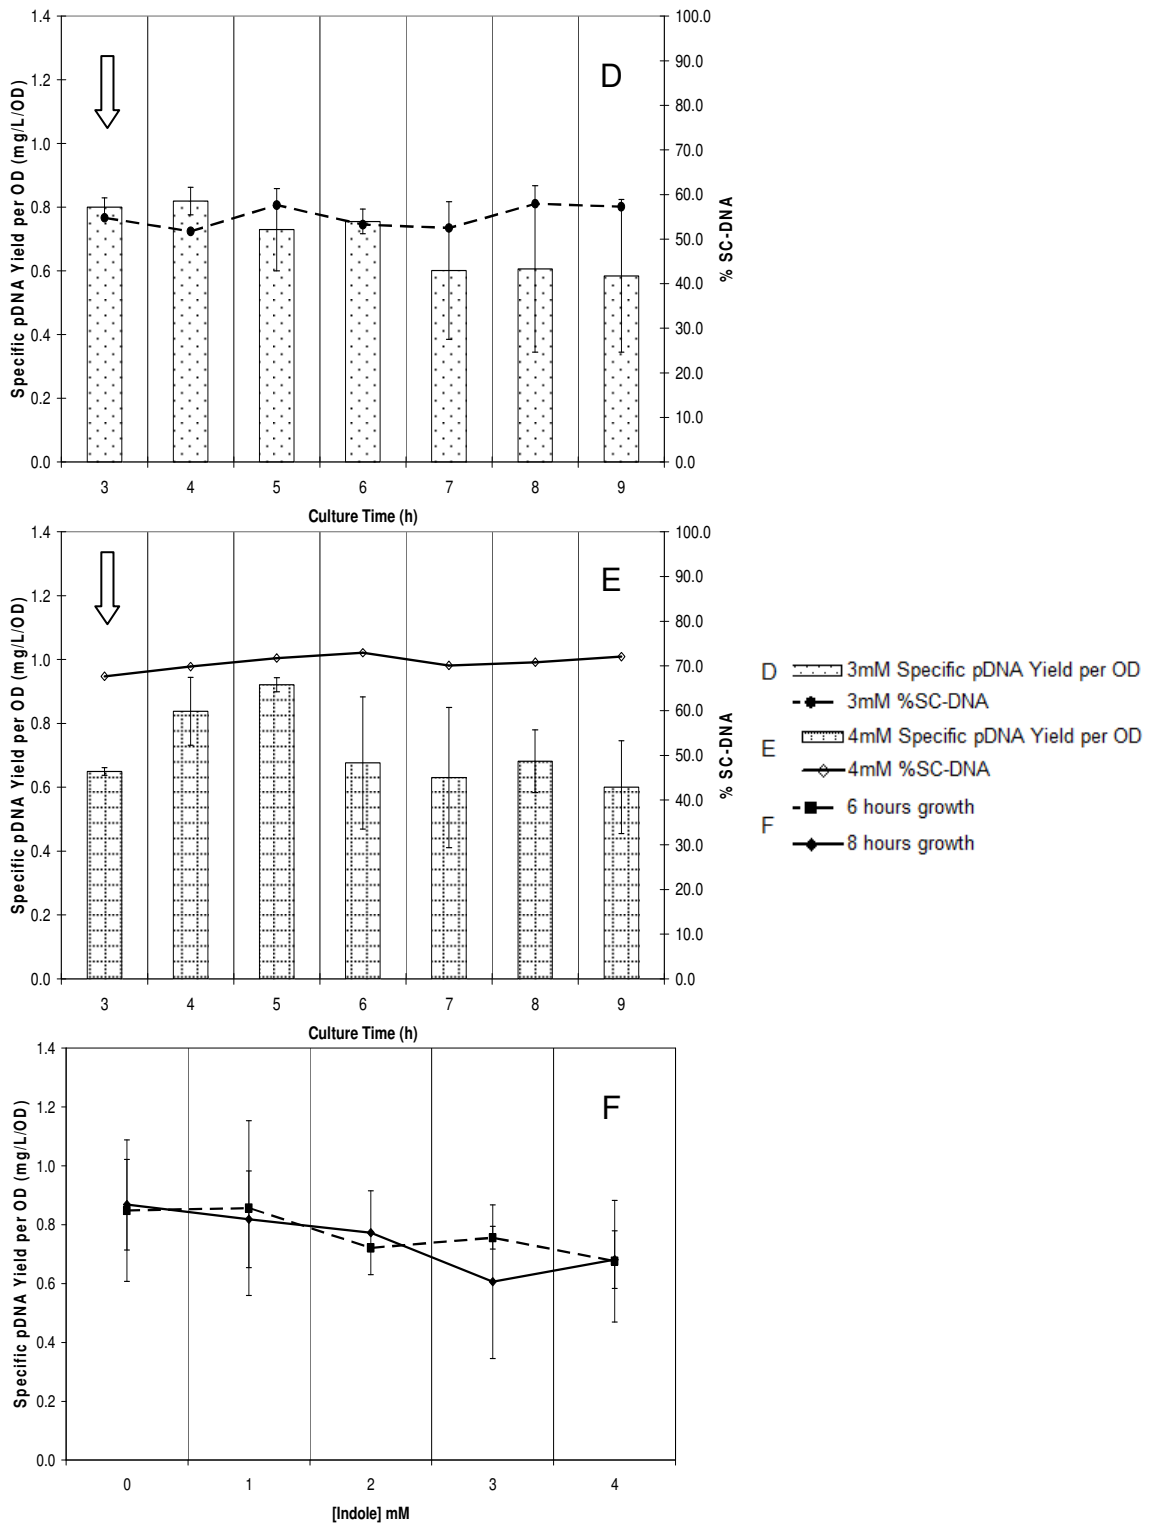 Specific pDNA Yield per OD (mg/L/OD)
1.4
1.2
1.0
0.8
0.6
0.4
0.2
0.0
D
100.0
90.0
80.0
70.0
60.0
50.0
40.0
30.0
20.0
10.0
0.0
% SC-DNA
3 4 5 6 7 8 9
Culture Time (h)
Specific pDNA Yield per OD (mg/L/OD)
1.4
1.2
1.0
0.8
0.6
0.4
0.2
0.0
E
100.0
90.0
80.0
70.0
60.0
50.0
40.0
30.0
20.0
10.0
0.0
% SC-DNA
3 4 5 6 7 8 9
Culture Time (h)
D 3mM Specific pDNA Yield per OD
3mM %SC-DNA
E 4mM Specific pDNA Yield per OD
4mM %SC-DNA
F 6 hours growth
8 hours growth
Specific pDNA Yield per OD (mg/L/OD)
1.4
1.2
1.0
0.8
0.6
0.4
0.2
0.0
F
0 1 2 3 4
[Indole] mM